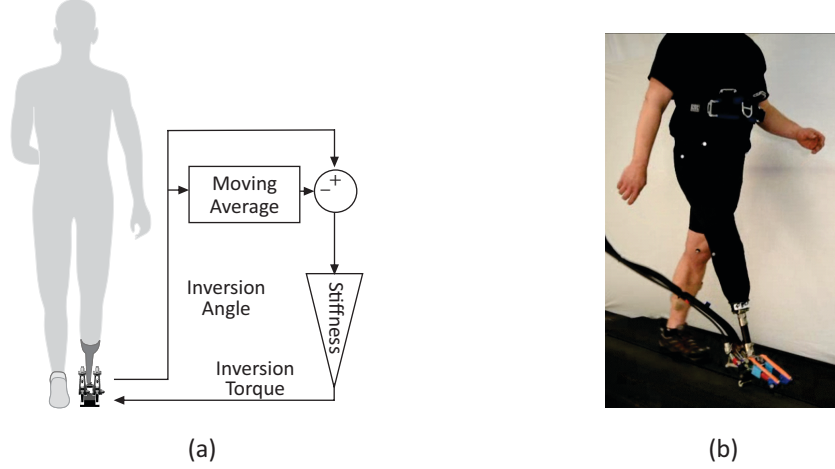 Moving
Average
+
−
Inversion
Angle
Stiffness
Inversion
Torque
(a)
(b)